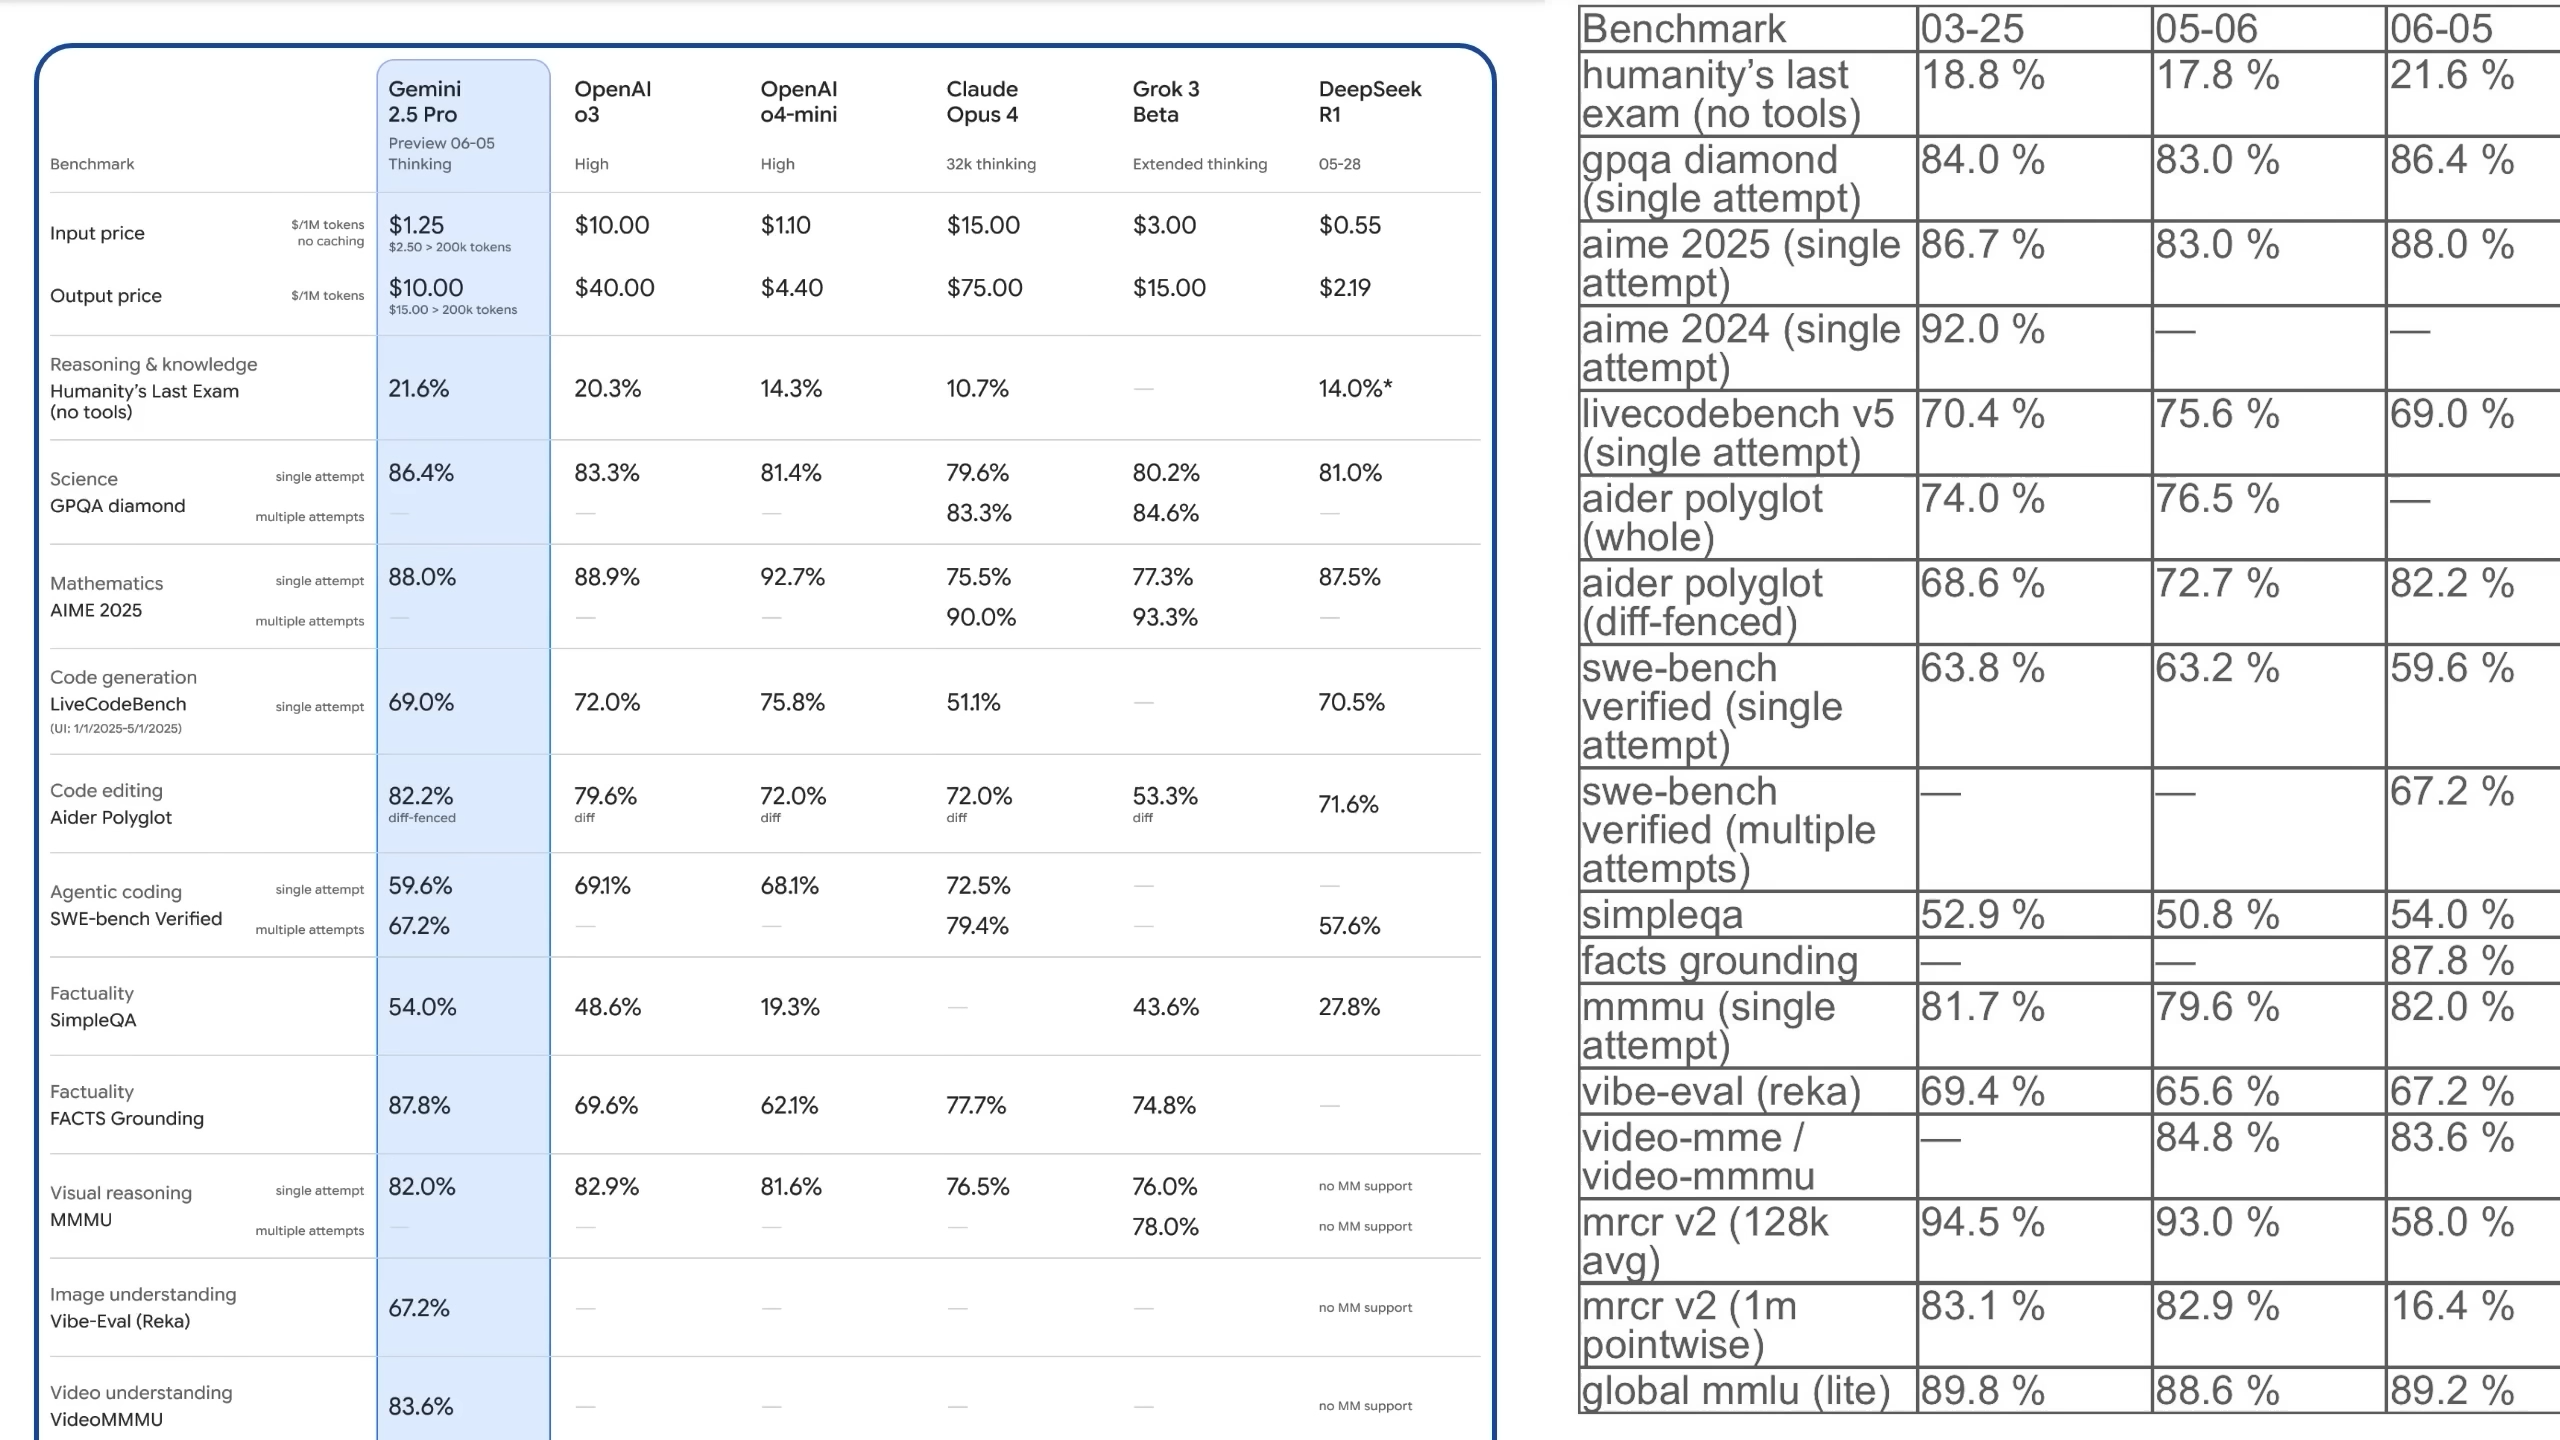 Benchmark
Gemini 2.5 Pro Preview 06-05 Thinking
OpenAI o3 High
OpenAI o4-mini High
Claude Opus 4 32k thinking
Grok 3 Beta Extended thinking
DeepSeek R1 05-28
Input price $/1M tokens no caching $1.25 $2.50 > 200k tokens $10.00 $1.10 $15.00 $3.00 $0.55
Output price $/1M tokens $10.00 $15.00 > 200k tokens $40.00 $4.40 $75.00 $15.00 $2.19
Reasoning & knowledge
Humanity’s Last Exam
(no tools)
21.6% 20.3% 14.3% 10.7% — 14.0%*
Science
GPQA diamond
single attempt 86.4% 83.3% 81.4% 79.6% 80.2% 81.0%
multiple attempts — — — 83.3% 84.6% —
Mathematics
AIME 2025
single attempt 88.0% 88.9% 92.7% 75.5% 77.3% 87.5%
multiple attempts — — — 90.0% 93.3% —
Code generation
LiveCodeBench
(UI: 1/1/2025-5/1/2025)
single attempt 69.0% 72.0% 75.8% 51.1% — 70.5%
Code editing
Aider Polyglot
82.2% 79.6% 72.0% 72.0% 53.3% 71.6%
diff-fenced diff diff diff diff
Agentic coding
SWE-bench Verified
single attempt 59.6% 69.1% 68.1% 72.5% — —
multiple attempts 67.2% — — 79.4% — 57.6%
Factuality
SimpleQA
54.0% 48.6% 19.3% — 43.6% 27.8%
Factuality
FACTS Grounding
87.8% 69.6% 62.1% 77.7% 74.8% —
Visual reasoning
MMMU
single attempt 82.0% 82.9% 81.6% 76.5% 76.0% no MM support
multiple attempts — — — — 78.0% no MM support
Image understanding
Vibe-Eval (Reka)
67.2% — — — — no MM support
Video understanding
VideoMMMU
83.6% — — — — no MM support
Benchmark 03-25 05-06 06-05
humanity’s last exam (no tools) 18.8 % 17.8 % 21.6 %
gpqa diamond (single attempt) 84.0 % 83.0 % 86.4 %
aime 2025 (single attempt) 86.7 % 83.0 % 88.0 %
aime 2024 (single attempt) 92.0 % — —
livecodebench v5 (single attempt) 70.4 % 75.6 % 69.0 %
aider polyglot (whole) 74.0 % 76.5 % —
aider polyglot (diff-fenced) 68.6 % 72.7 % 82.2 %
swe-bench verified (single attempt) 63.8 % 63.2 % 59.6 %
swe-bench verified (multiple attempts) — — 67.2 %
simpleqa 52.9 % 50.8 % 54.0 %
facts grounding — — 87.8 %
mmmu (single attempt) 81.7 % 79.6 % 82.0 %
vibe-eval (reka) 69.4 % 65.6 % 67.2 %
video-mme / video-mmmu — 84.8 % 83.6 %
mrcr v2 (128k avg) 94.5 % 93.0 % 58.0 %
mrcr v2 (1m pointwise) 83.1 % 82.9 % 16.4 %
global mmlu (lite) 89.8 % 88.6 % 89.2 %